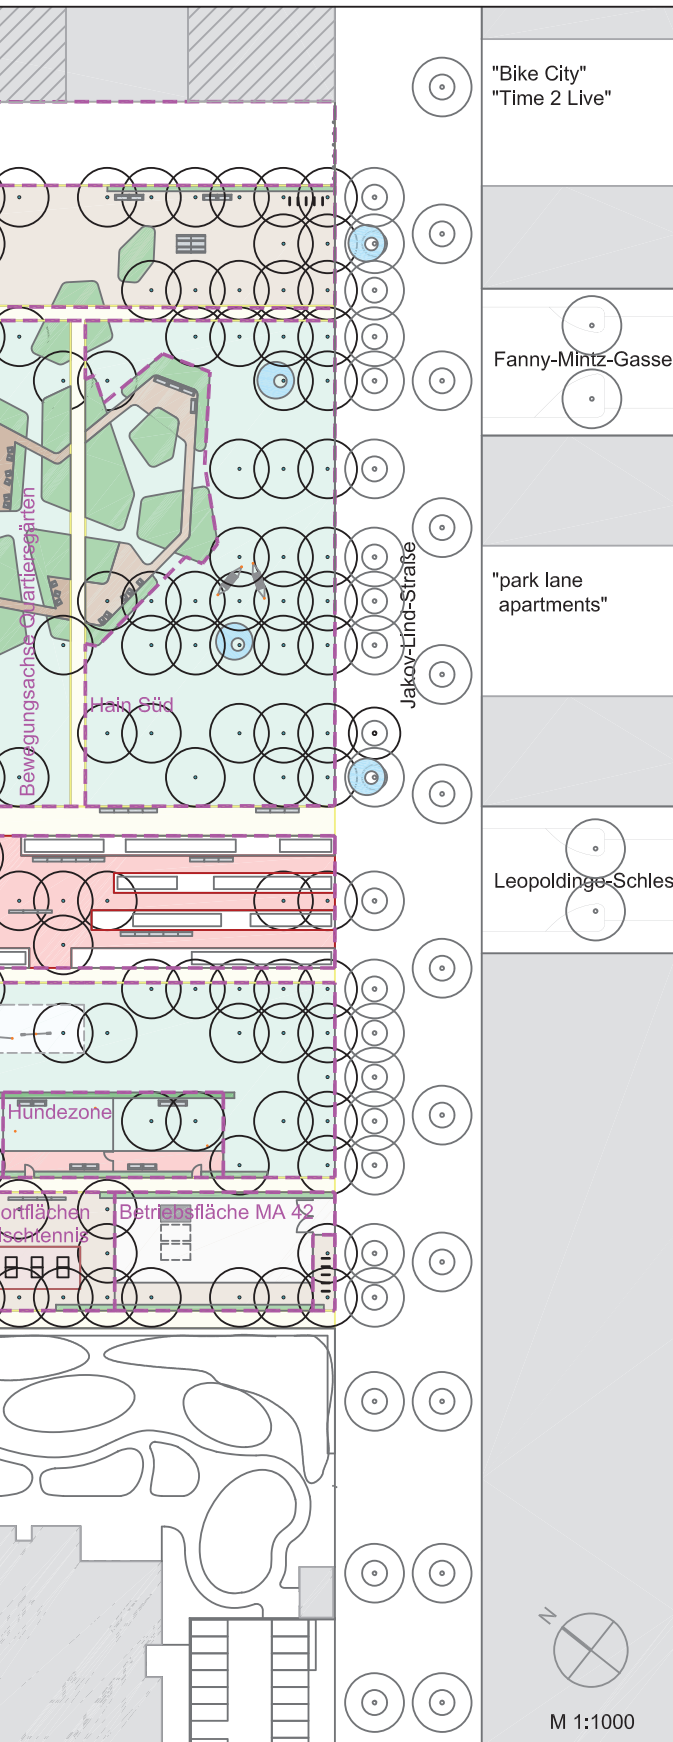 "Bike City"
"Time 2 Live"
Fanny-Mintz-Gasse
"park lane
apartments"
Jakov-Lind-Straße
Bewegungsachse Quartiersgärten
Hain Süd
Leopoldinge-Schles
Hundezone
ortflächen
schtennis
Betriebsfläche MA 42
N
M 1:1000